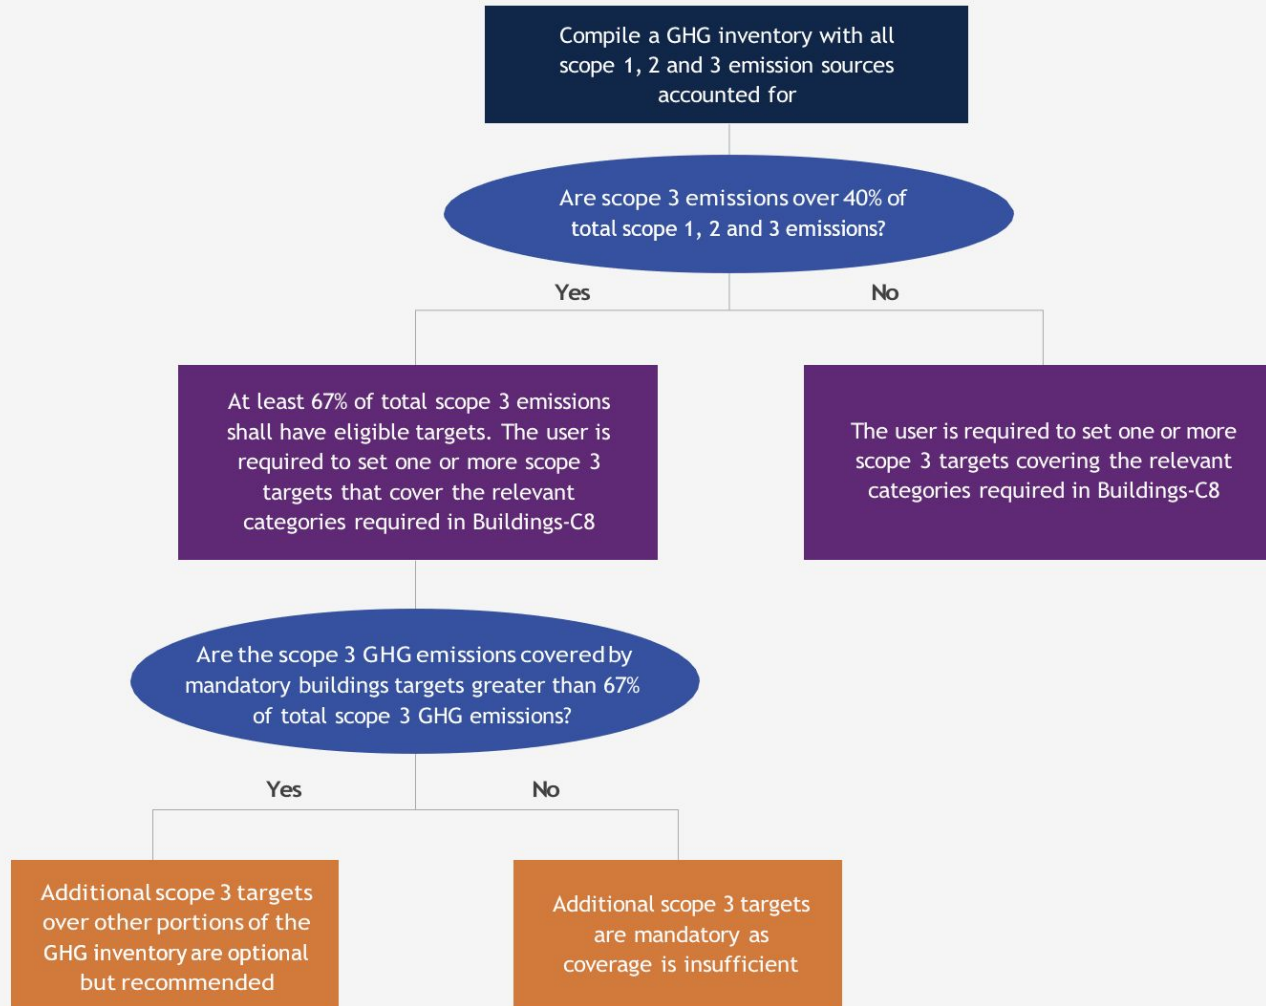 Compile a GHG inventory with all
scope 1, 2 and 3 emission sources
accounted for
Are scope 3 emissions over 40% of
total scope 1, 2 and 3 emissions?
Yes
No
At least 67% of total scope 3 emissions
shall have eligible targets. The user is
required to set one or more scope 3
targets that cover the relevant
categories required in Buildings-C8
The user is required to set one or more
scope 3 targets covering the relevant
categories required in Buildings-C8
Are the scope 3 GHG emissions covered by
mandatory buildings targets greater than 67%
of total scope 3 GHG emissions?
Yes
No
Additional scope 3 targets
over other portions of the
GHG inventory are optional
but recommended
Additional scope 3 targets
are mandatory as
coverage is insufficient